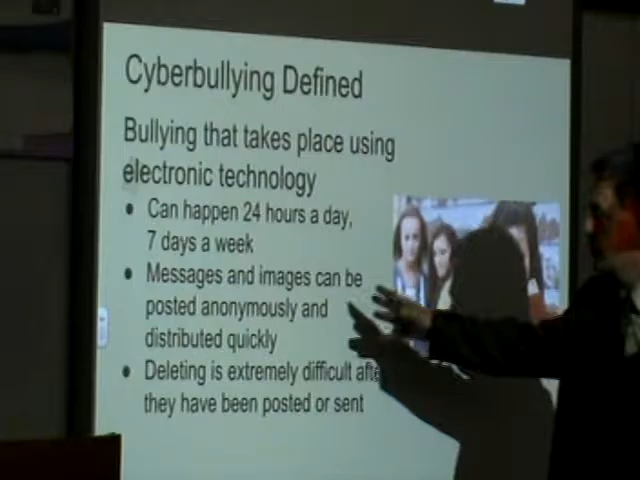 Cyberbullying Defined
Bullying that takes place using
electronic technology
• Can happen 24 hours a day,
7 days a week
• Messages and images can be
posted anonymously and
distributed quickly
• Deleting is extremely difficult
they have been posted or sent